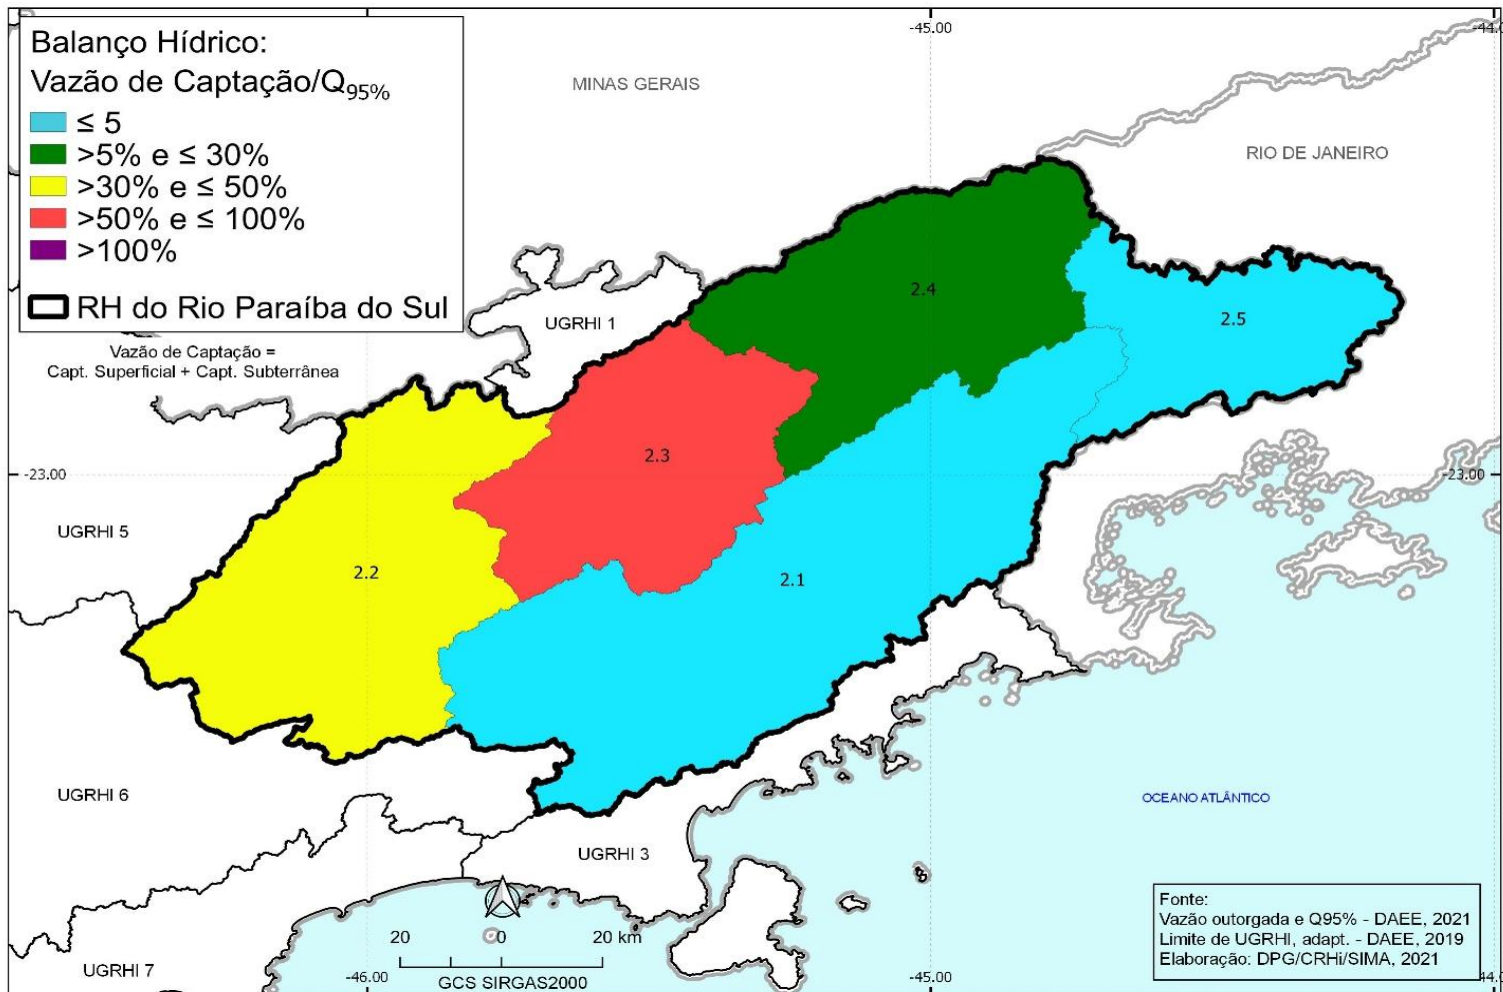 Balanço Hídrico:
Vazão de Captação/Q95%
≤ 5
>5% e ≤ 30%
>30% e ≤ 50%
>50% e ≤ 100%
>100%
RH do Rio Paraíba do Sul
Vazão de Captação =
Capt. Superficial + Capt. Subterrânea
-45.00
MINAS GERAIS
RIO DE JANEIRO
2.4
2.5
UGRHI 1
2.3
-23.00
-23.00
UGRHI 5
2.2
2.1
UGRHI 6
OCEANO ATLÂNTICO
UGRHI 3
Fonte:
Vazão outorgada e Q95% - DAEE, 2021
Limite de UGRHI, adapt. - DAEE, 2019
Elaboração: DPG/CRHi/SIMA, 2021
20 0 20 km
UGRHI 7
-46.00
GCS SIRGAS2000
-45.00